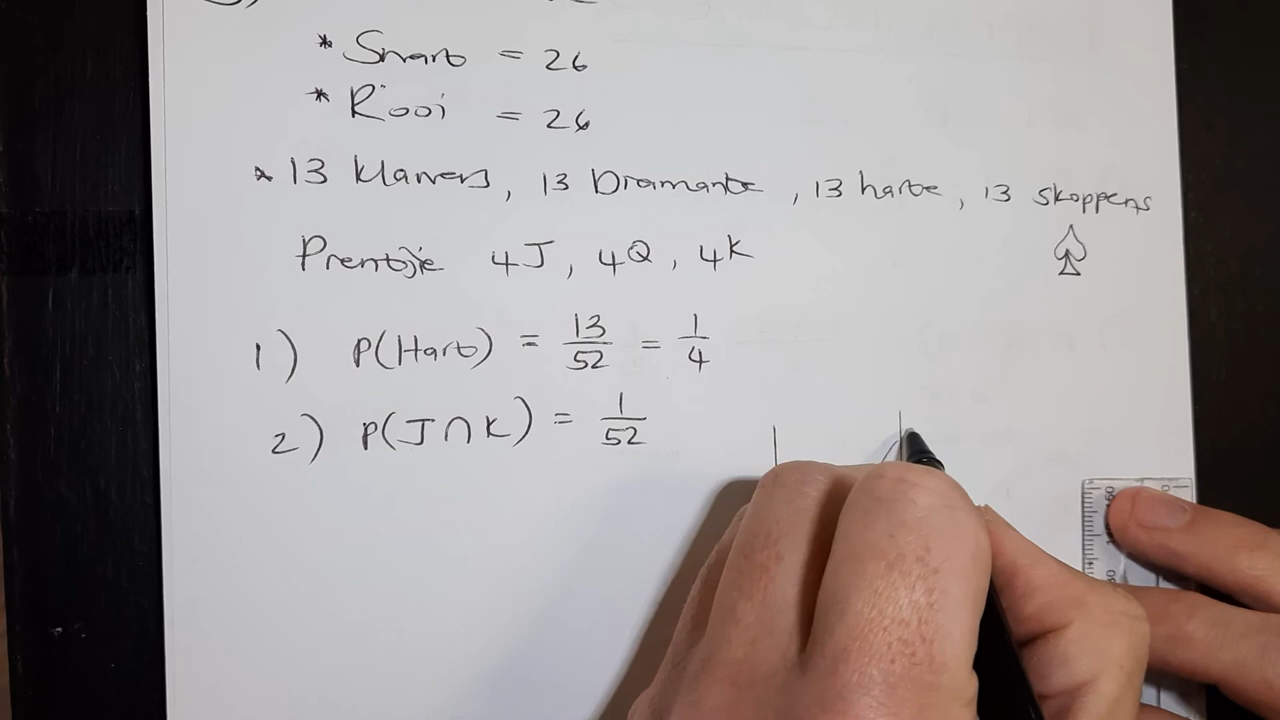 * Swart = 26
* Rooi = 26
* 13 klawers, 13 Diamante, 13 harte, 13 skoppens
Prentjie 4J, 4Q, 4K
1) P(Hart) = 13/52 = 1/4
2) P(J∩K) = 1/52